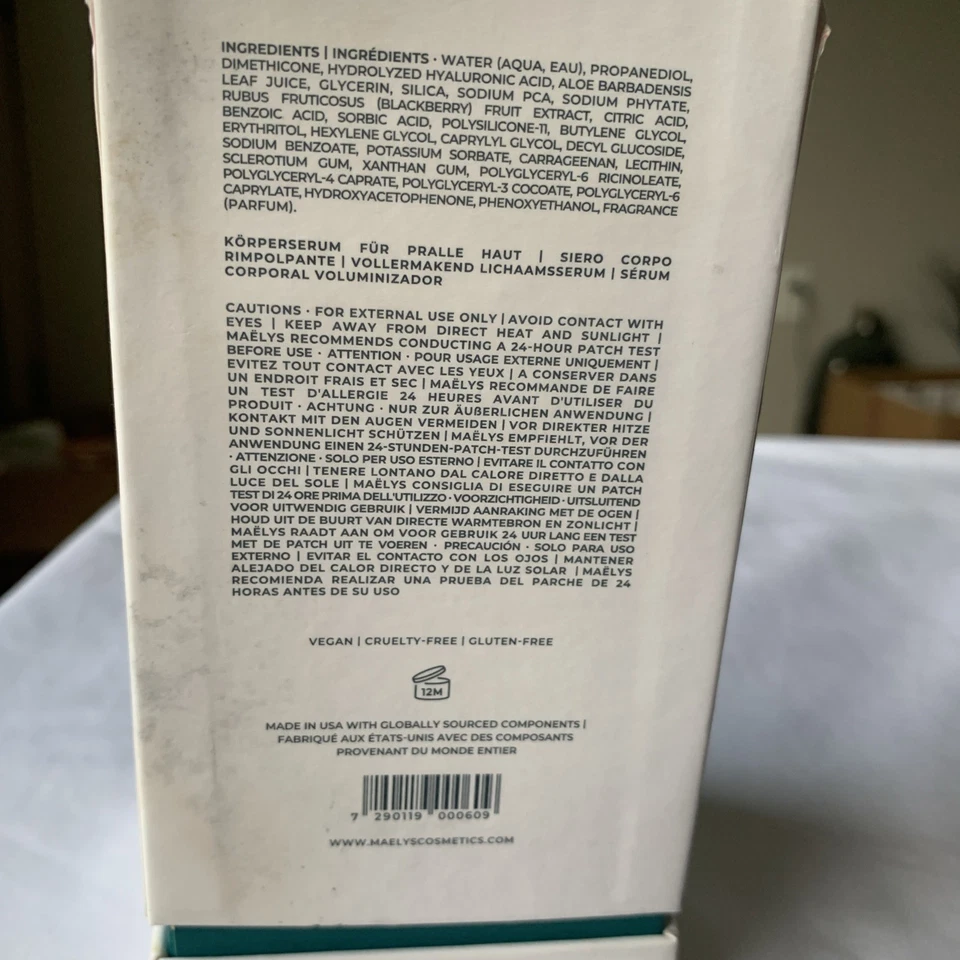 INGREDIENTS | INGRÉDIENTS · WATER (AQUA, EAU), PROPANEDIOL,
DIMETHICONE, HYDROLYZED HYALURONIC ACID, ALOE BARBADENSIS
LEAF JUICE, GLYCERIN, SILICA, SODIUM PCA, SODIUM PHYTATE,
RUBUS FRUTICOSUS (BLACKBERRY) FRUIT EXTRACT, CITRIC ACID,
BENZOIC ACID, SORBIC ACID, POLYSILICONE-11, BUTYLENE GLYCOL,
ERYTHRITOL, HEXYLENE GLYCOL, CAPRYLYL GLYCOL, DECYL GLUCOSIDE,
SODIUM BENZOATE, POTASSIUM SORBATE, CARRAGEENAN, LECITHIN,
SCLEROTIUM GUM, XANTHAN GUM, POLYGLYCERYL-6 RICINOLEATE,
POLYGLYCERYL-4 CAPRATE, POLYGLYCERYL-3 COCOATE, POLYGLYCERYL-6
CAPRYLATE, HYDROXYACETOPHENONE, PHENOXYETHANOL, FRAGRANCE
(PARFUM).
KÖRPERSERUM FÜR PRALLE HAUT | SIERO CORPO
RIMPOLPANTE | VOLLERMAKEND LICHAAMSSERUM | SÉRUM
CORPORAL VOLUMINIZADOR
CAUTIONS · FOR EXTERNAL USE ONLY | AVOID CONTACT WITH
EYES | KEEP AWAY FROM DIRECT HEAT AND SUNLIGHT |
MAËLYS RECOMMENDS CONDUCTING A 24-HOUR PATCH TEST
BEFORE USE · ATTENTION · POUR USAGE EXTERNE UNIQUEMENT |
EVITEZ TOUT CONTACT AVEC LES YEUX | A CONSERVER DANS
UN ENDROIT FRAIS ET SEC | MAËLYS RECOMMANDE DE FAIRE
UN TEST D'ALLERGIE 24 HEURES AVANT D'UTILISER DU
PRODUIT · ACHTUNG · NUR ZUR ÄUßERLICHEN ANWENDUNG |
KONTAKT MIT DEN AUGEN VERMEIDEN | VOR DIREKTER HITZE
UND SONNENLICHT SCHÜTZEN | MAËLYS EMPFIEHLT, VOR DER
ANWENDUNG EINEN 24-STUNDEN-PATCH-TEST DURCHZUFÜHREN
· ATTENZIONE · SOLO PER USO ESTERNO | EVITARE IL CONTATTO CON
GLI OCCHI | TENERE LONTANO DAL CALORE DIRETTO E DALLA
LUCE DEL SOLE | MAËLYS CONSIGLIA DI ESEGUIRE UN PATCH
TEST DI 24 ORE PRIMA DELL'UTILIZZO · VOORZICHTIGHEID · UITSLUITEND
VOOR UITWENDIG GEBRUIK | VERMIJD AANRAKING MET DE OGEN |
HOUD UIT DE BUURT VAN DIRECTE WARMTEBRON EN ZONLICHT |
MAËLYS RAADT AAN OM VOOR GEBRUIK 24 UUR LANG EEN TEST
MET DE PATCH UIT TE VOEREN · PRECAUCIÓN · SOLO PARA USO
EXTERNO | EVITAR EL CONTACTO CON LOS OJOS | MANTENER
ALEJADO DEL CALOR DIRECTO Y DE LA LUZ SOLAR | MAËLYS
RECOMIENDA REALIZAR UNA PRUEBA DEL PARCHE DE 24
HORAS ANTES DE SU USO
VEGAN | CRUELTY-FREE | GLUTEN-FREE
12M
MADE IN USA WITH GLOBALLY SOURCED COMPONENTS |
FABRIQUÉ AUX ÉTATS-UNIS AVEC DES COMPOSANTS
PROVENANT DU MONDE ENTIER
7 290119 000609
WWW.MAELYSCOSMETICS.COM